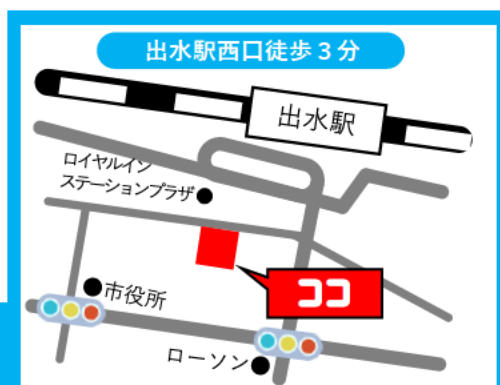 出水駅西口徒歩３分
出水駅
ロイヤルイン
ステーションプラザ
ココ
市役所
ローソン